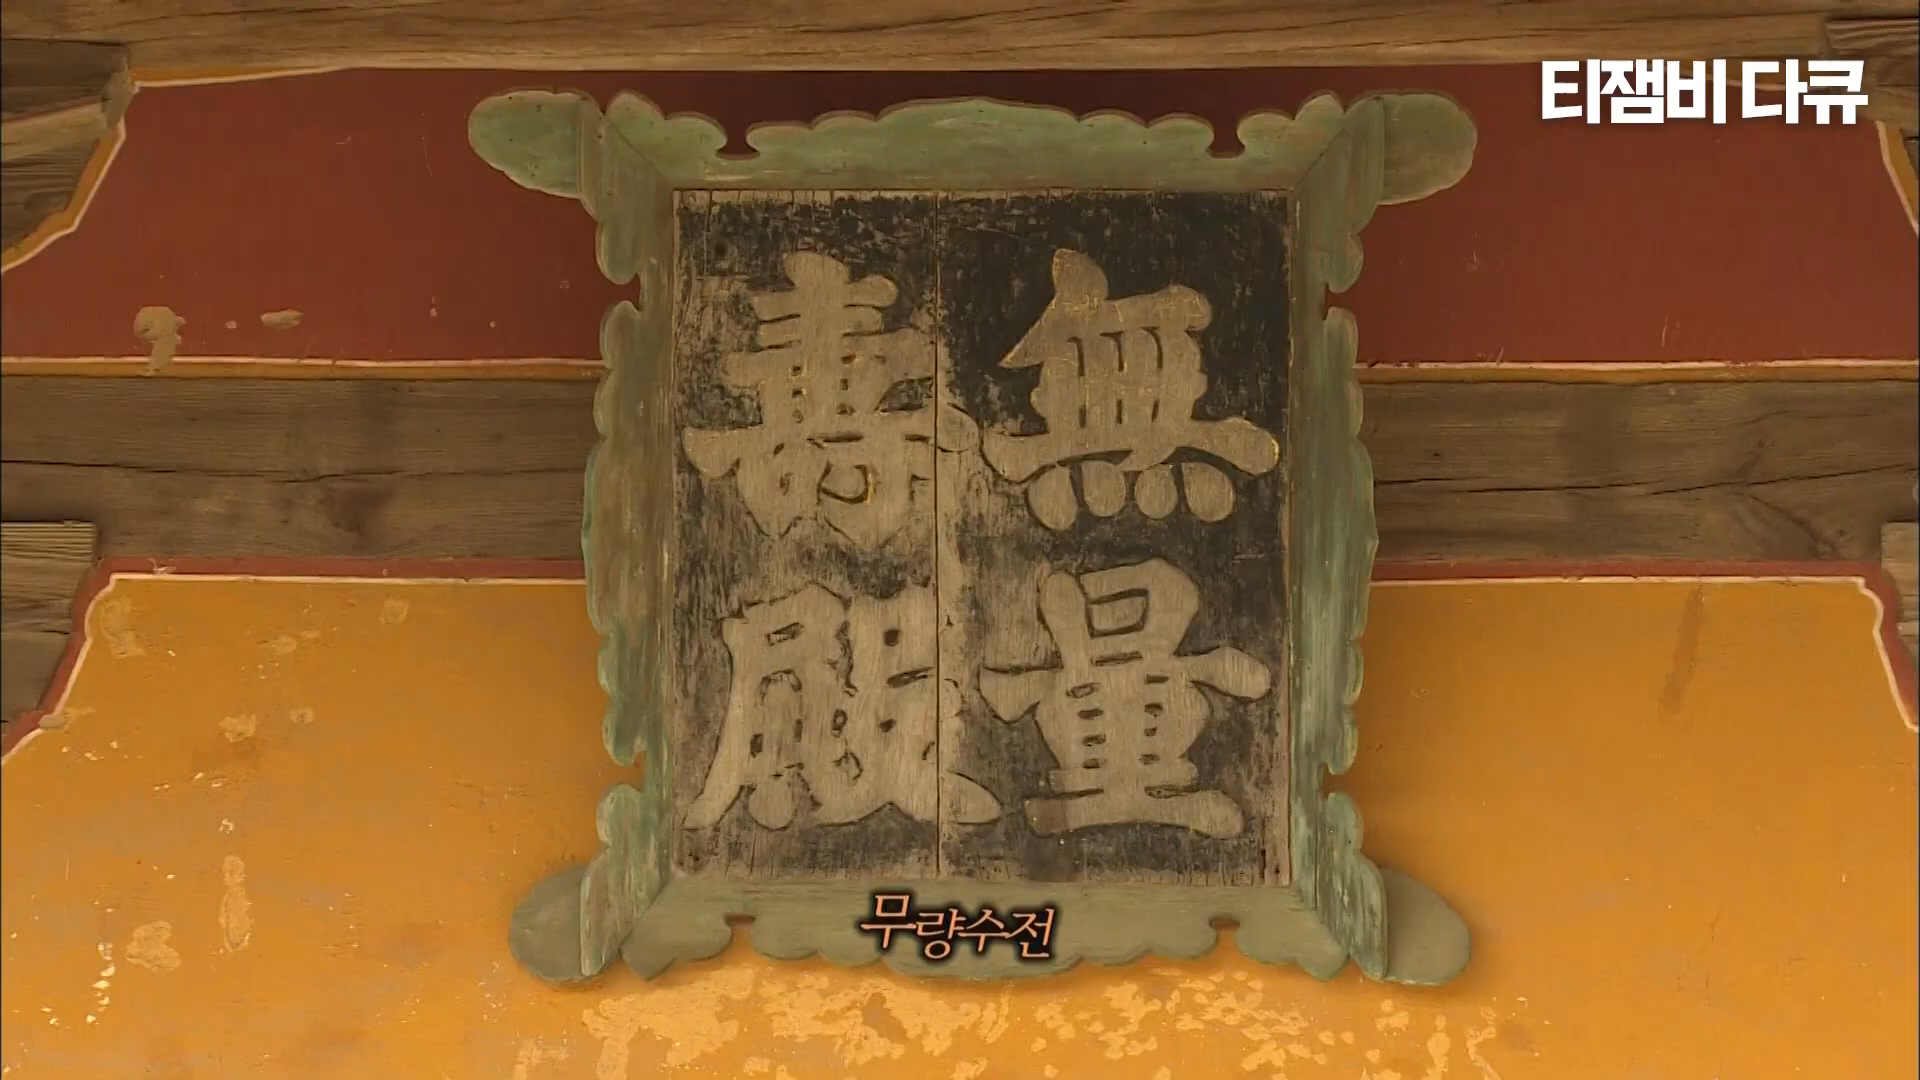 티잼비 다큐
無量
壽殿
무량수전